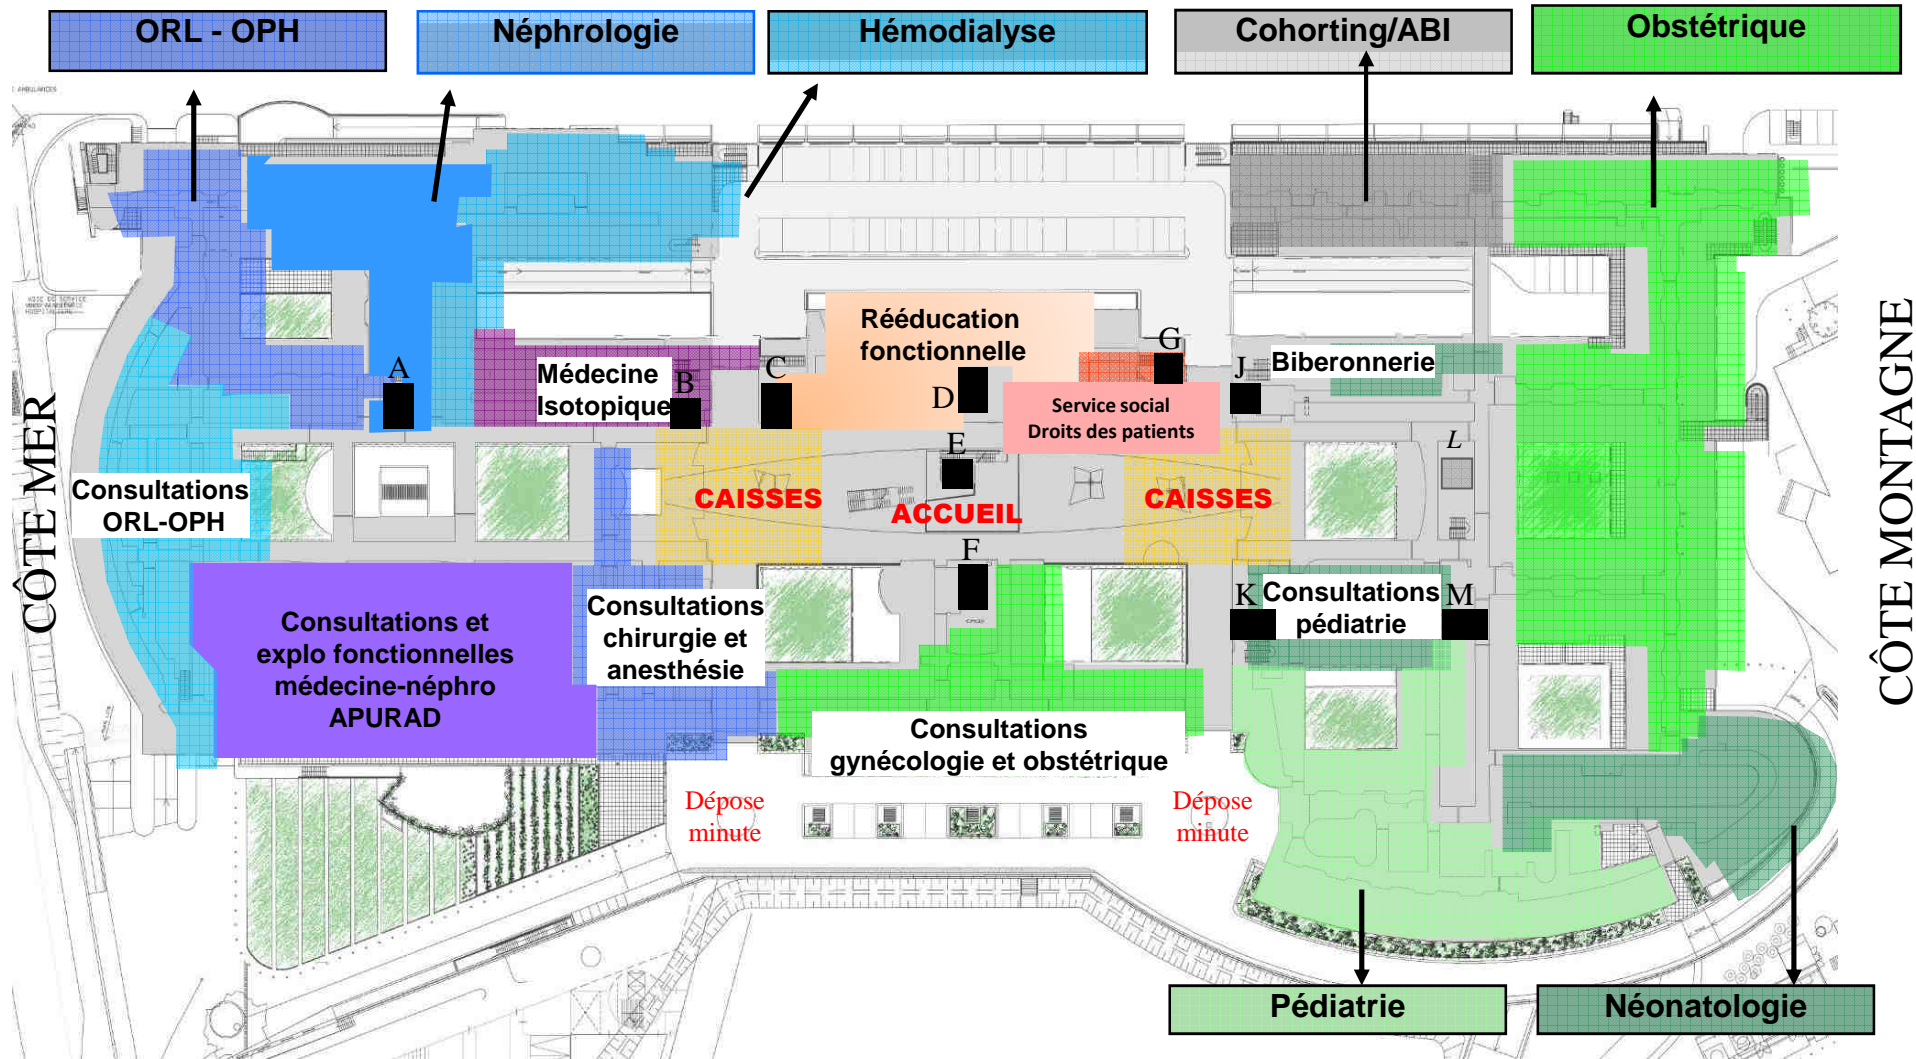 ORL - OPH
Néphrologie
Hémodialyse
Cohorting/ABI
Obstétrique
AMBULANCES
CÔTE MER
CÔTE MONTAGNE
Rééducation
fonctionnelle
Médecine
Isotopique
A
B
C
D
E
F
G
J
K
L
M
Biberonnerie
Service social
Droits des patients
CAISSES
ACCUEIL
CAISSES
Consultations
ORL-OPH
Consultations et
explo fonctionnelles
médecine-néphro
APURAD
Consultations
chirurgie et
anesthésie
Consultations
pédiatrie
Consultations
gynécologie et obstétrique
Dépose
minute
Dépose
minute
Pédiatrie
Néonatologie